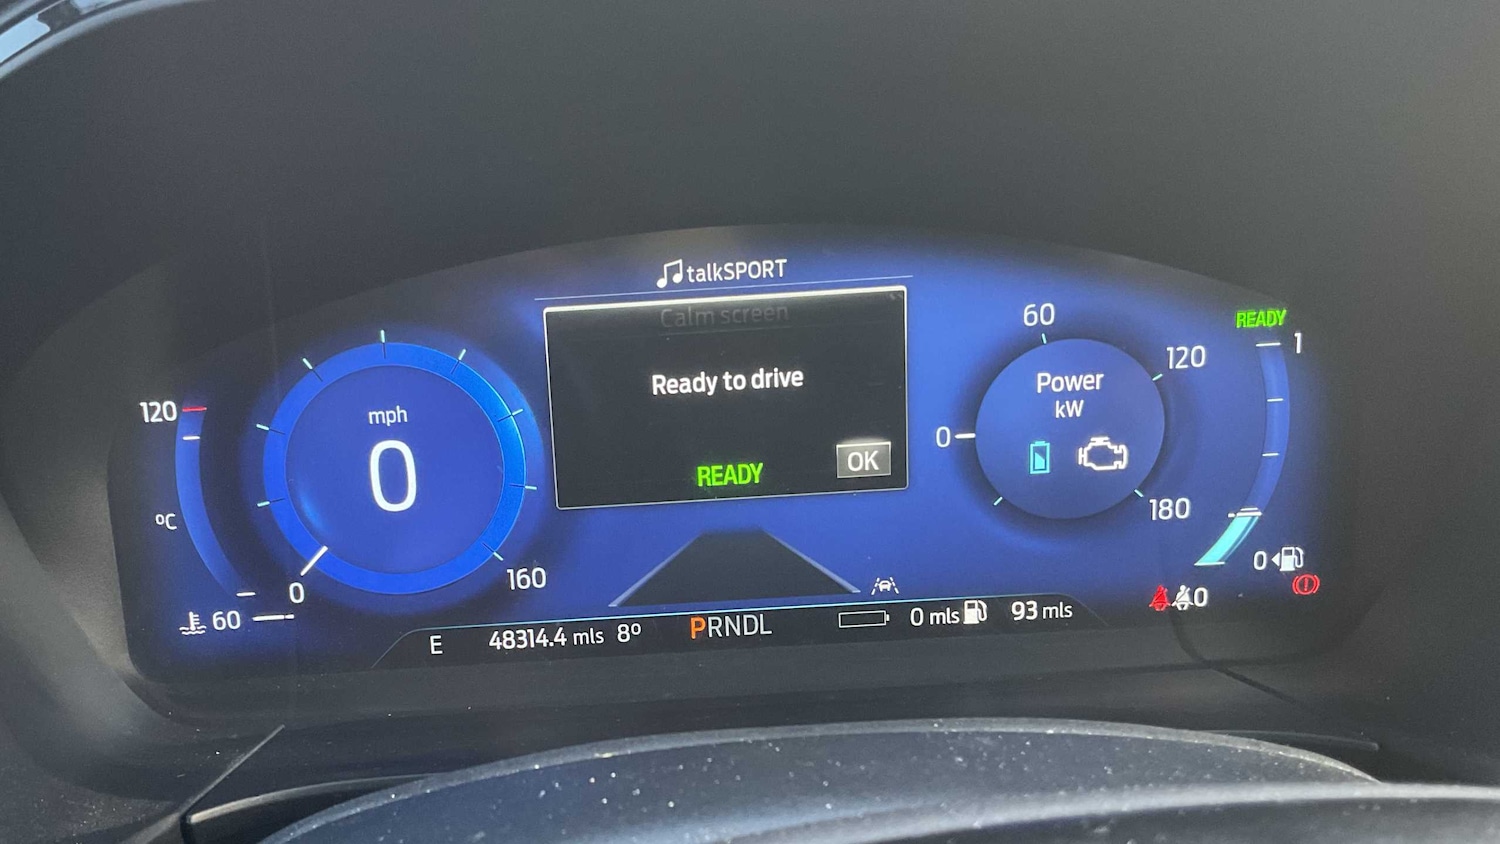 talkSPORT
Calm screen
Ready to drive
READY
OK
120
°C
60
mph
0
0
160
60
120
0
Power
kW
180
READY
1
0
0
E 48314.4 mls 8° PRNDL 0 mls 93 mls